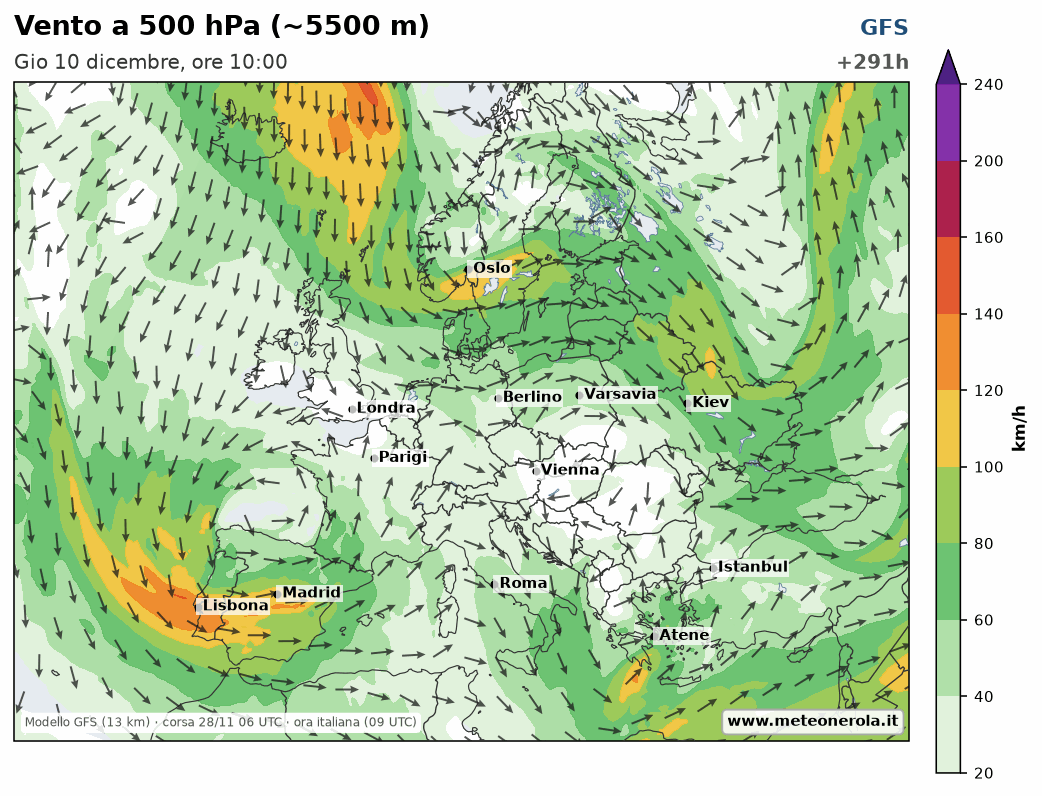 Vento a 500 hPa (~5500 m)
GFS
Gio 10 dicembre, ore 10:00
+291h
240
200
160
140
120
100
80
60
40
20
km/h
Oslo
Berlino
Varsavia
Kiev
Londra
Parigi
Vienna
Istanbul
Roma
Madrid
Lisbona
Atene
Modello GFS (13 km) · corsa 28/11 06 UTC · ora italiana (09 UTC)
www.meteonerola.it